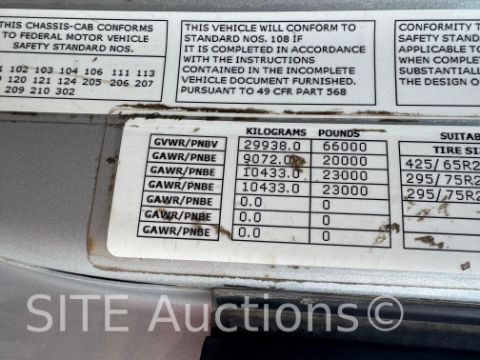 THIS CHASSIS-CAB CONFORMS
TO FEDERAL MOTOR VEHICLE
SAFETY STANDARD NOS.
102 103 104 106 111 113
120 121 124 205 206 207
209 210 302
THIS VEHICLE WILL CONFORM TO
STANDARD NOS. 108 IF
IT IS COMPLETED IN ACCORDANCE
WITH THE INSTRUCTIONS
CONTAINED IN THE INCOMPLETE
VEHICLE DOCUMENT FURNISHED.
PURSUANT TO 49 CFR PART 568
CONFORMITY TO
SAFETY STANDA
APPLICABLE TO
WHEN COMPLE
SUBSTANTIALL
THE DESIGN O
KILOGRAMS POUNDS SUITAB
TIRE SIZ
GVWR/PNBV 29938.0 66000
GAWR/PNBE 9072.0 20000 425/65R2
GAWR/PNBE 10433.0 23000 295/75R2
GAWR/PNBE 10433.0 23000 295/75R2
GAWR/PNBE 0.0 0
GAWR/PNBE 0.0 0
GAWR/PNBE 0.0 0
SITE Auctions©